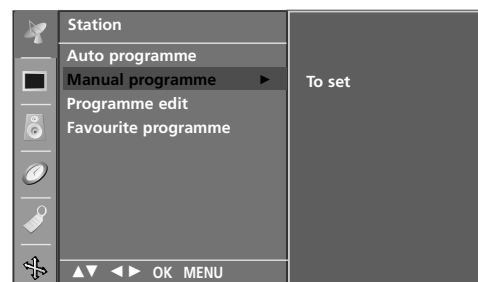 Station
Auto programme
Manual programme ►
To set
Programme edit
Favourite programme
▲▼ ◄► OK MENU